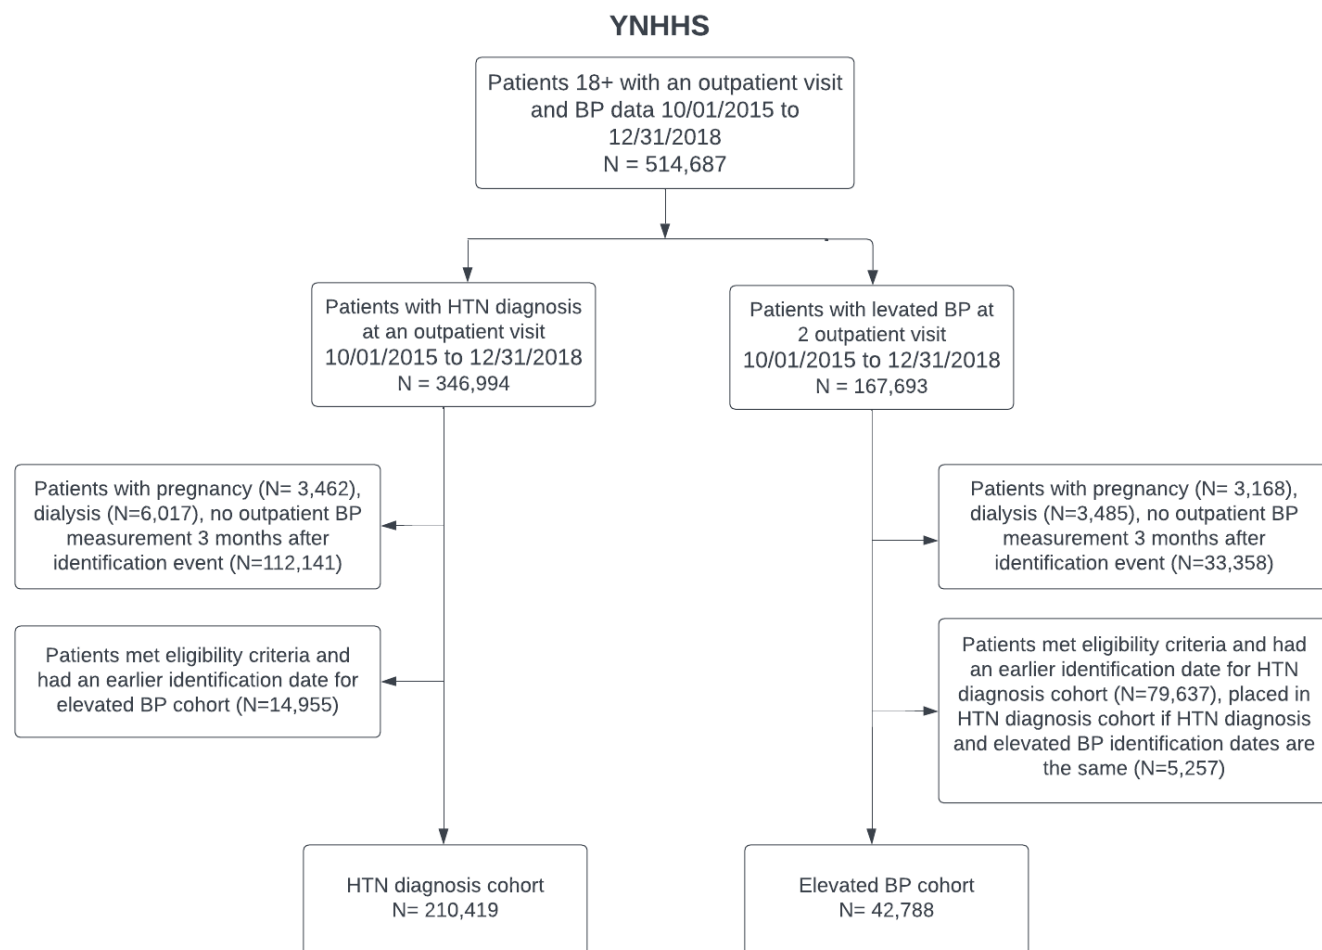 YNHHS
Patients 18+ with an outpatient visit
and BP data 10/01/2015 to
12/31/2018
N = 514,687
Patients with HTN diagnosis
at an outpatient visit
10/01/2015 to 12/31/2018
N = 346,994
Patients with levated BP at
2 outpatient visit
10/01/2015 to 12/31/2018
N = 167,693
Patients with pregnancy (N= 3,462),
dialysis (N=6,017), no outpatient BP
measurement 3 months after
identification event (N=112,141)
Patients with pregnancy (N= 3,168),
dialysis (N=3,485), no outpatient BP
measurement 3 months after
identification event (N=33,358)
Patients met eligibility criteria and
had an earlier identification date for
elevated BP cohort (N=14,955)
Patients met eligibility criteria and had
an earlier identification date for HTN
diagnosis cohort (N=79,637), placed in
HTN diagnosis cohort if HTN diagnosis
and elevated BP identification dates are
the same (N=5,257)
HTN diagnosis cohort
N= 210,419
Elevated BP cohort
N= 42,788